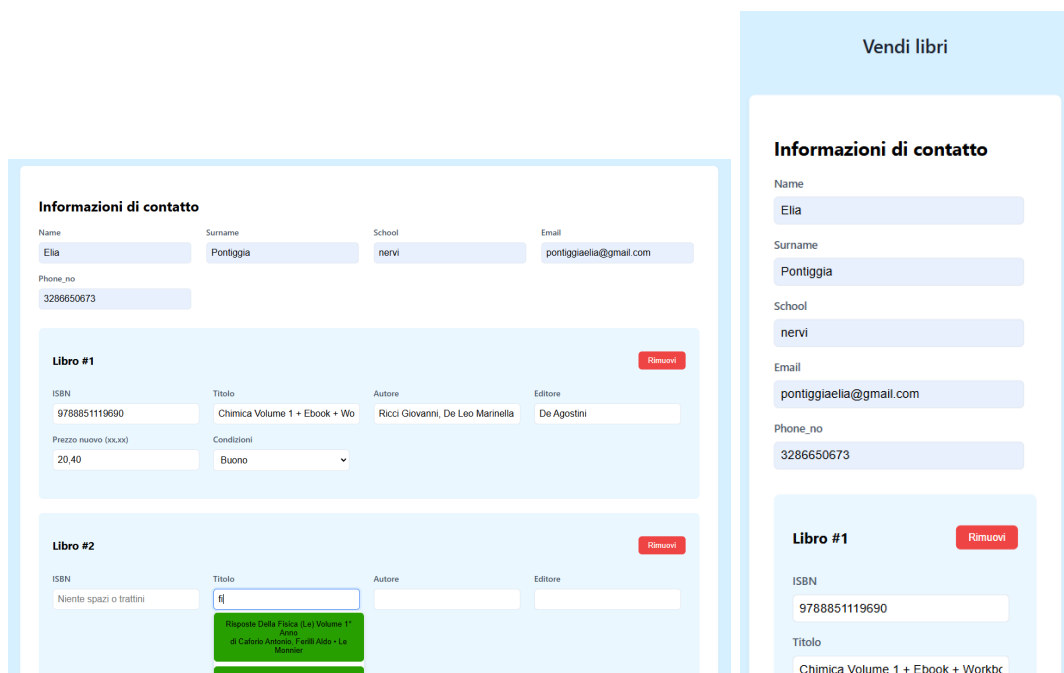 Informazioni di contatto
Name
Surname
School
Email
Elia
Pontiggia
nervi
pontiggiaelia@gmail.com
Phone_no
3286650673
Libro #1
Rimuovi
ISBN
Titolo
Autore
Editore
9788851119690
Chimica Volume 1 + Ebook + Wo
Ricci Giovanni, De Leo Marinella
De Agostini
Prezzo nuovo (xx,xx)
Condizioni
20,40
Buono
Libro #2
Rimuovi
ISBN
Titolo
Autore
Editore
Niente spazi o trattini
fi
Risposte Della Fisica (Le) Volume 1°
Anno
di Caforio Antonio, Ferilli Aldo • Le
Monnier
Vendi libri
Informazioni di contatto
Name
Elia
Surname
Pontiggia
School
nervi
Email
pontiggiaelia@gmail.com
Phone_no
3286650673
Libro #1
Rimuovi
ISBN
9788851119690
Titolo
Chimica Volume 1 + Ebook + Workbo